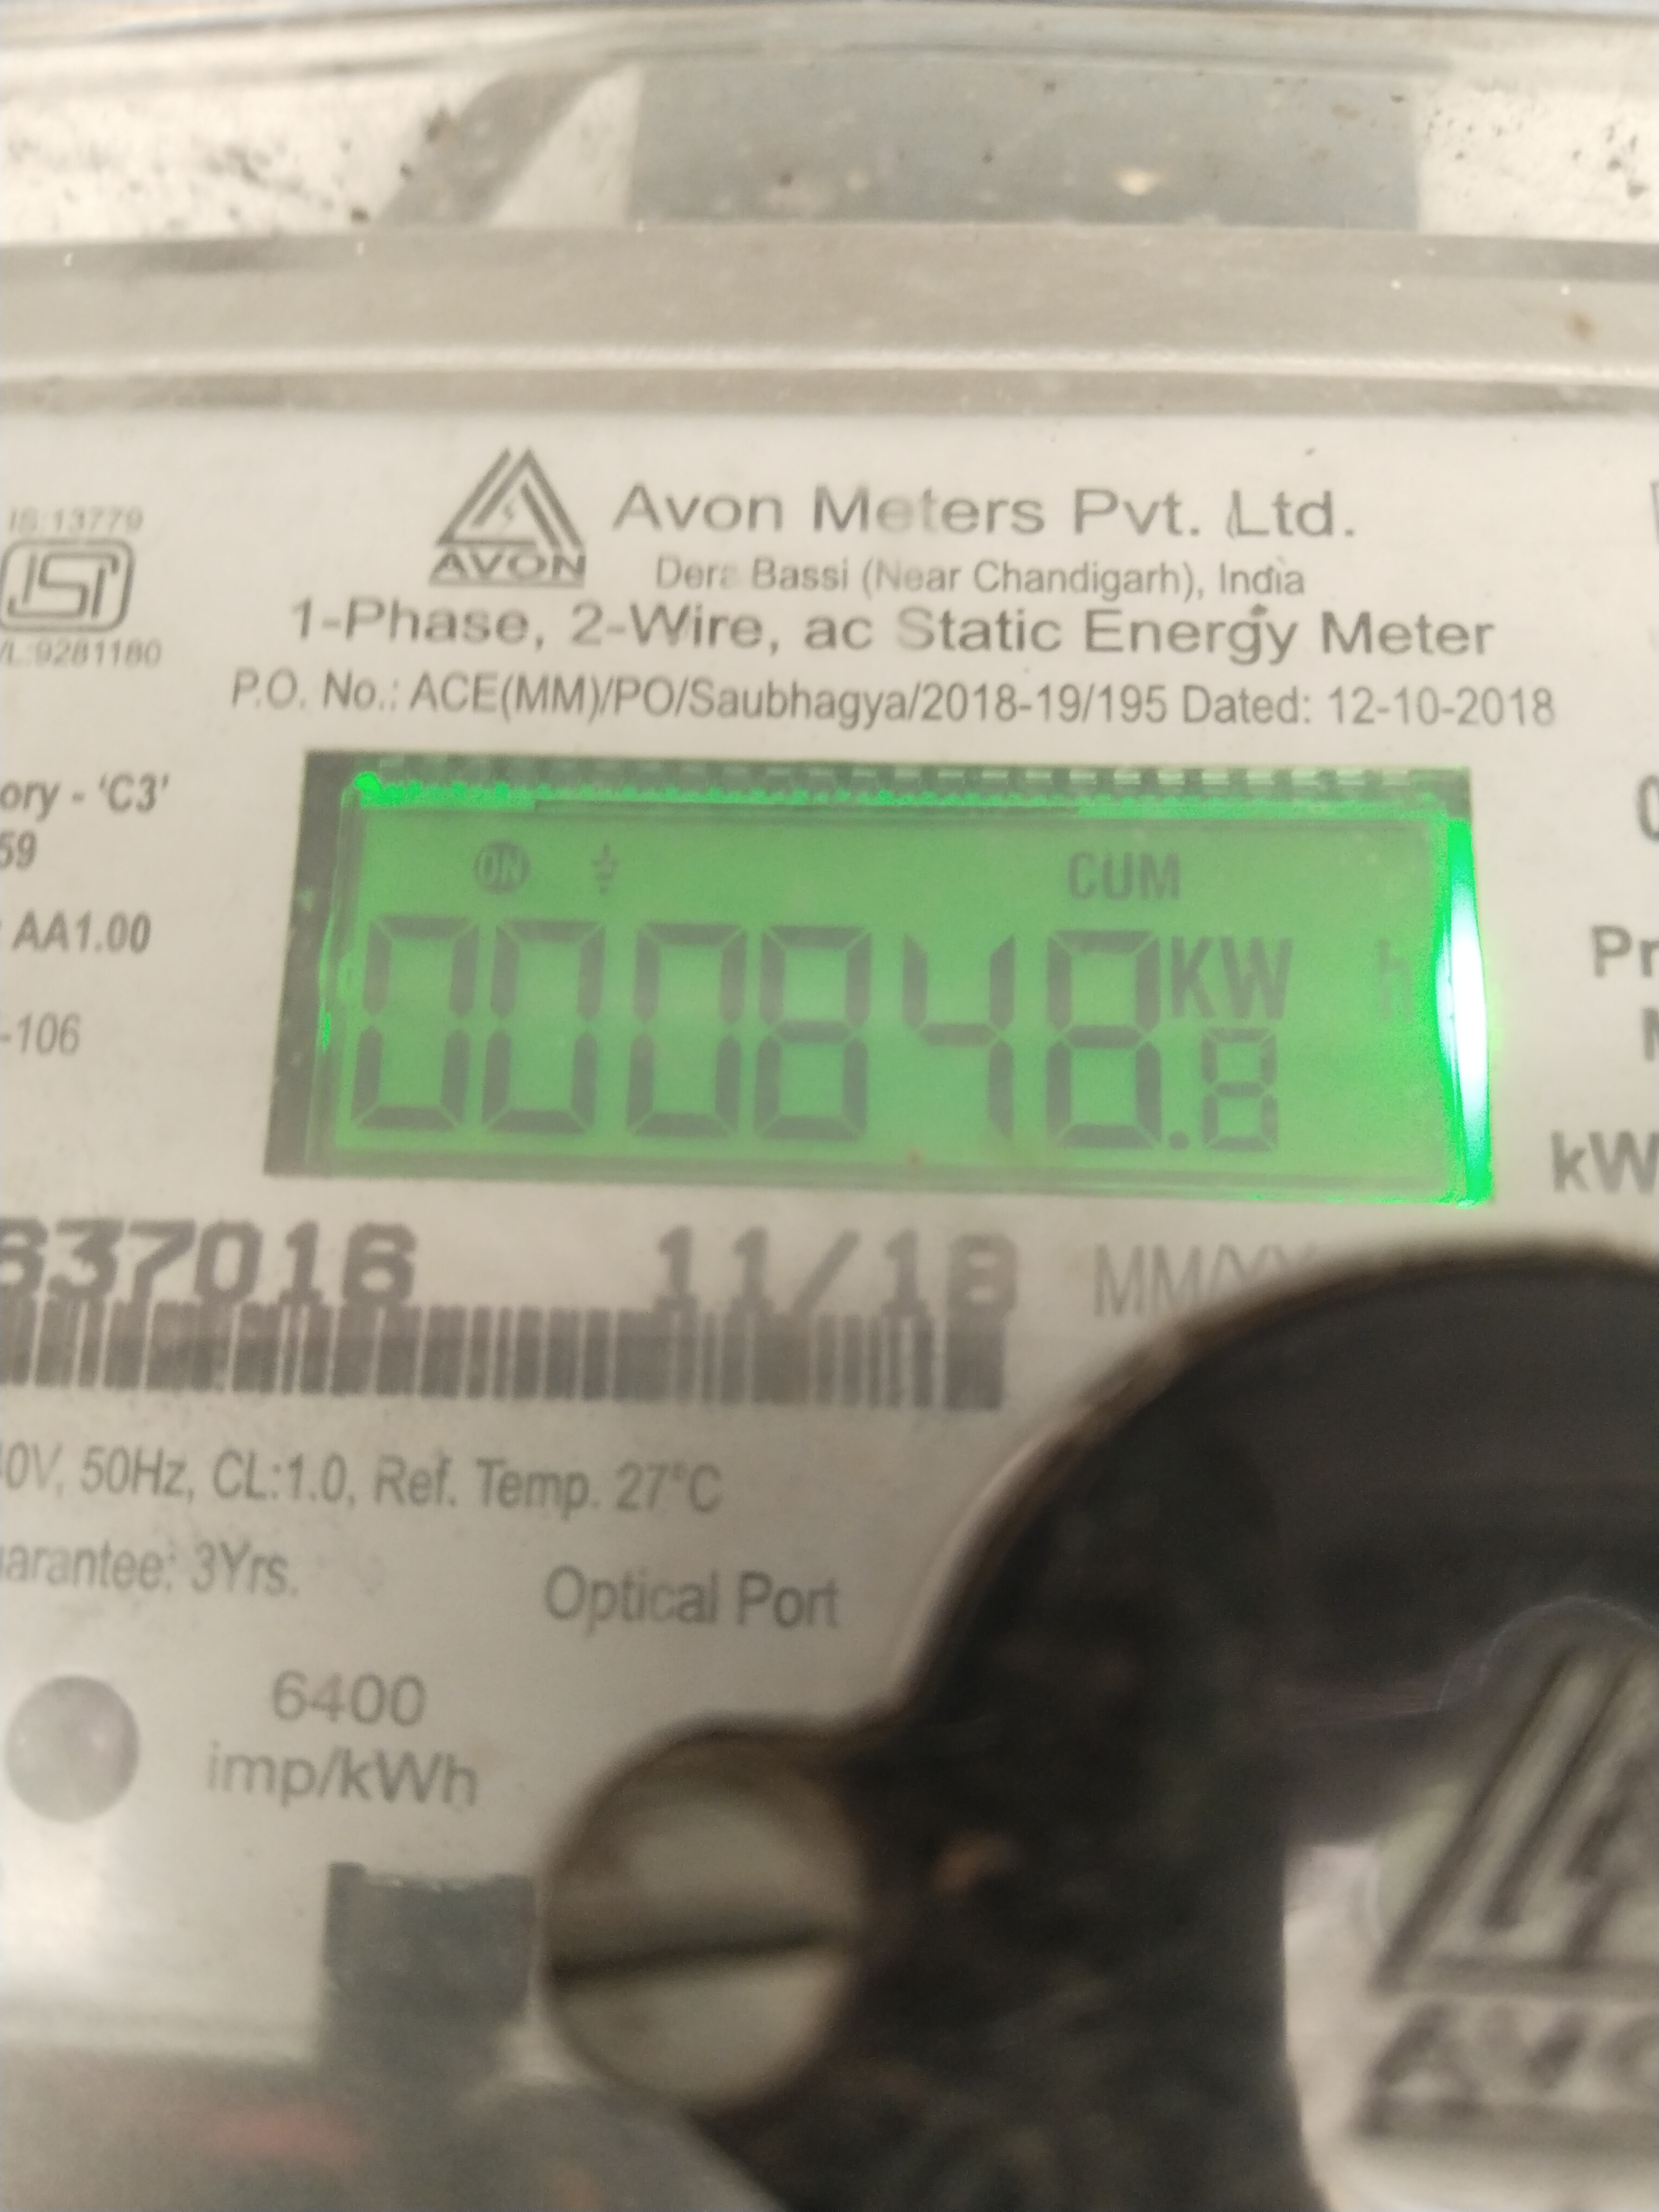 IS:13779
ISI
/L:9281180
AVON
Avon Meters Pvt. Ltd.
Dera Bassi (Near Chandigarh), India
1-Phase, 2-Wire, ac Static Energy Meter
P.O. No.: ACE(MM)/PO/Saubhagya/2018-19/195 Dated: 12-10-2018
ory - ‘C3’
59
AA1.00
-106
ON CUM
000848.8 KW h
Pr
kW
637016 11/18
0V, 50Hz, CL:1.0, Ref. Temp. 27°C
arantee: 3Yrs.
Optical Port
6400
imp/kWh